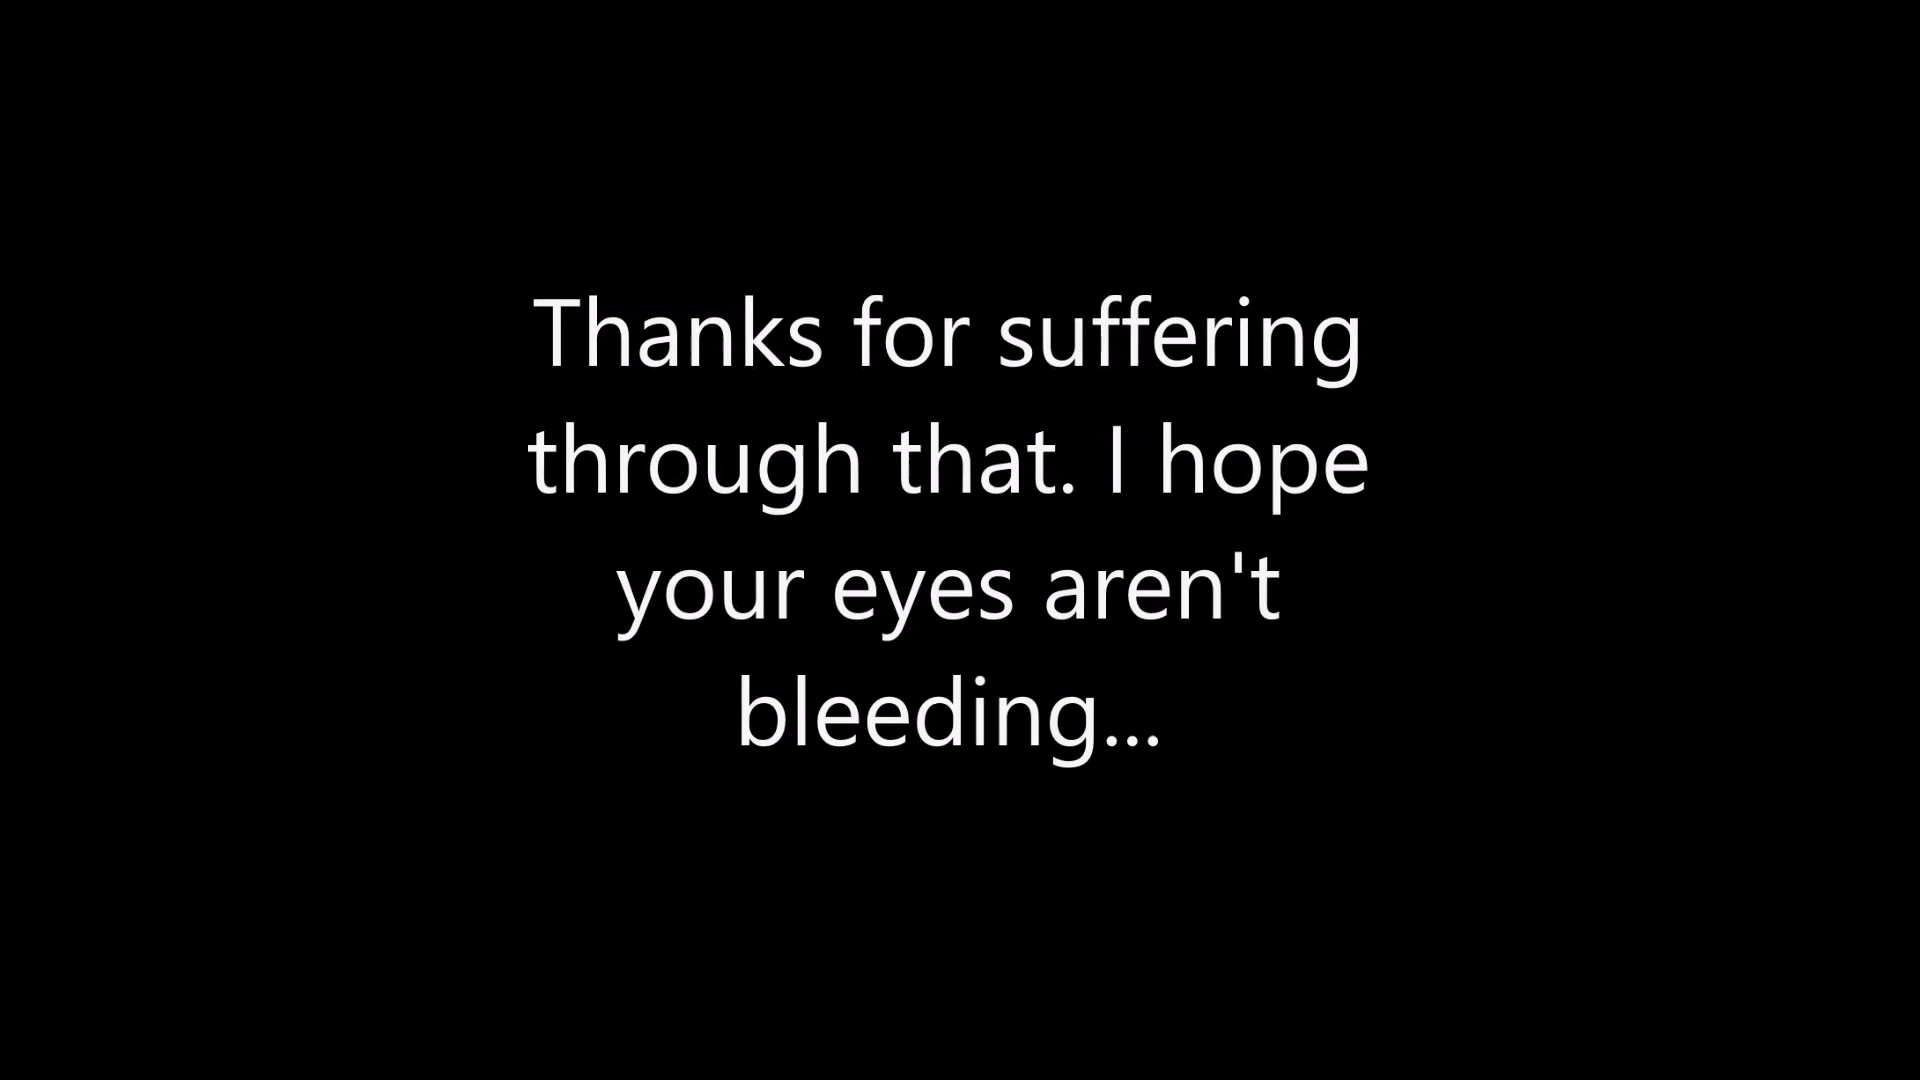 Thanks for suffering
through that. I hope
your eyes aren't
bleeding...